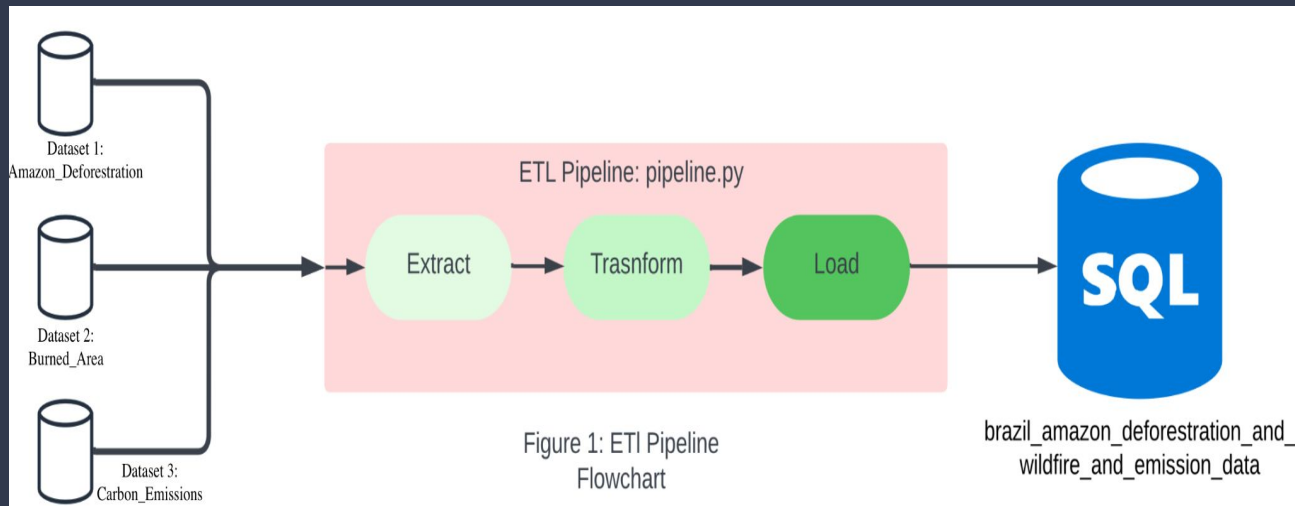 Dataset 1:
Amazon_Deforestration
Dataset 2:
Burned_Area
Dataset 3:
Carbon_Emissions
ETL Pipeline: pipeline.py
Extract
Trasnform
Load
SQL
brazil_amazon_deforestration_and_
wildfire_and_emission_data
Figure 1: ETl Pipeline
Flowchart